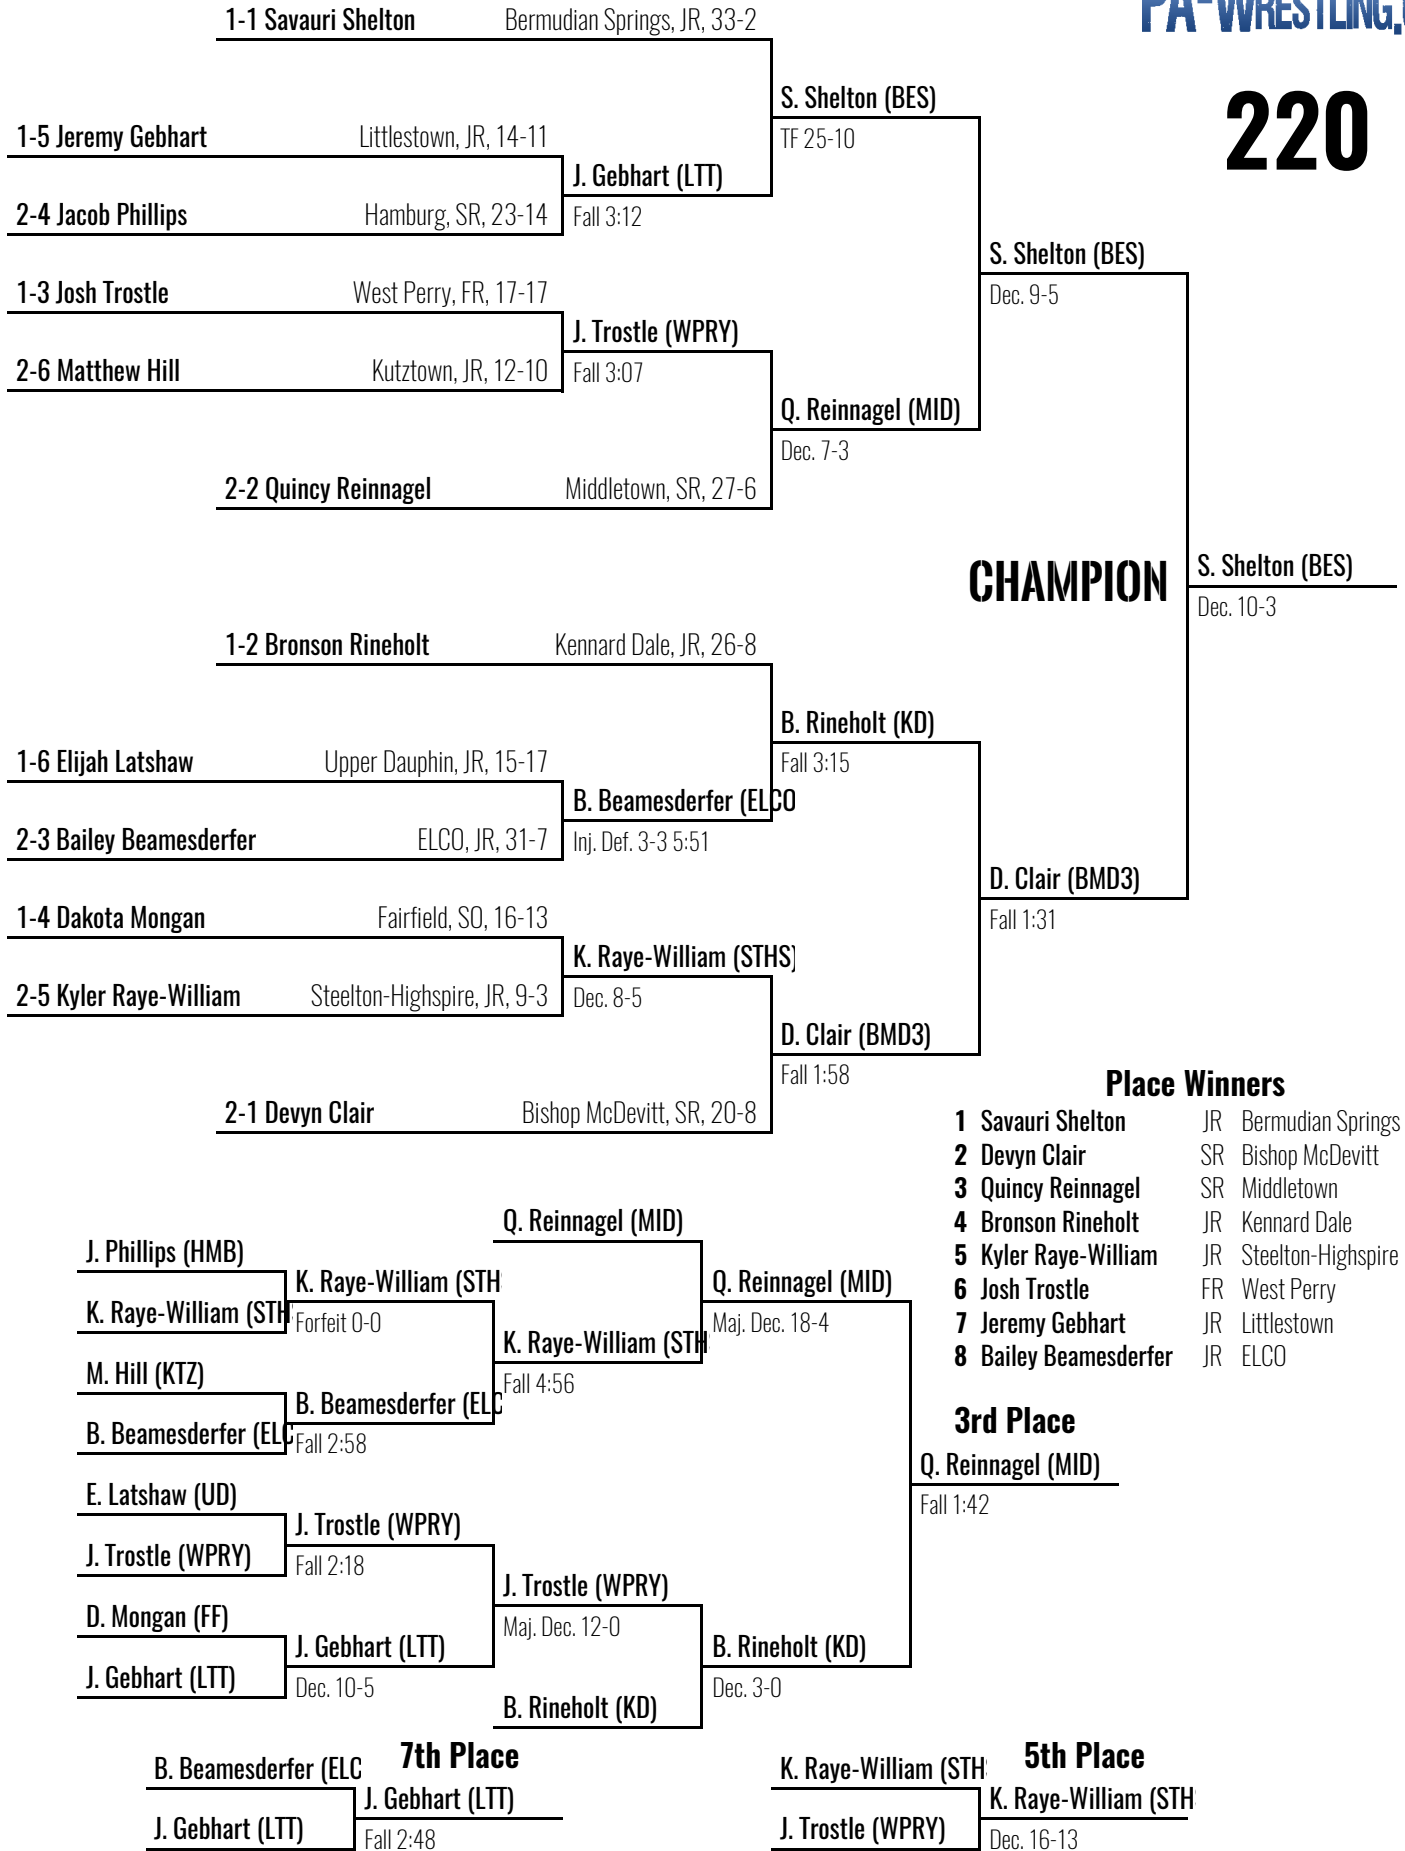 1-1 Savauri Shelton Bermudian Springs, JR, 33-2
PA-WRESTLING.
220
S. Shelton (BES)
TF 25-10
1-5 Jeremy Gebhart Littlestown, JR, 14-11
J. Gebhart (LTT)
Fall 3:12
2-4 Jacob Phillips Hamburg, SR, 23-14
S. Shelton (BES)
Dec. 9-5
1-3 Josh Trostle West Perry, FR, 17-17
J. Trostle (WPRY)
Fall 3:07
2-6 Matthew Hill Kutztown, JR, 12-10
Q. Reinnagel (MID)
Dec. 7-3
2-2 Quincy Reinnagel Middletown, SR, 27-6
CHAMPION
S. Shelton (BES)
Dec. 10-3
1-2 Bronson Rineholt Kennard Dale, JR, 26-8
B. Rineholt (KD)
Fall 3:15
1-6 Elijah Latshaw Upper Dauphin, JR, 15-17
B. Beamesderfer (ELCO
Inj. Def. 3-3 5:51
2-3 Bailey Beamesderfer ELCO, JR, 31-7
D. Clair (BMD3)
Fall 1:31
1-4 Dakota Mongan Fairfield, SO, 16-13
K. Raye-William (STHS)
Dec. 8-5
2-5 Kyler Raye-William Steelton-Highspire, JR, 9-3
D. Clair (BMD3)
Fall 1:58
2-1 Devyn Clair Bishop McDevitt, SR, 20-8
Place Winners
1 Savauri Shelton JR Bermudian Springs
2 Devyn Clair SR Bishop McDevitt
3 Quincy Reinnagel SR Middletown
4 Bronson Rineholt JR Kennard Dale
5 Kyler Raye-William JR Steelton-Highspire
6 Josh Trostle FR West Perry
7 Jeremy Gebhart JR Littlestown
8 Bailey Beamesderfer JR ELCO
Q. Reinnagel (MID)
J. Phillips (HMB)
K. Raye-William (STH
Forfeit 0-0
K. Raye-William (STH
Q. Reinnagel (MID)
Maj. Dec. 18-4
K. Raye-William (STH
Fall 4:56
M. Hill (KTZ)
B. Beamesderfer (ELC
Fall 2:58
B. Beamesderfer (ELC
3rd Place
Q. Reinnagel (MID)
Fall 1:42
E. Latshaw (UD)
J. Trostle (WPRY)
Fall 2:18
J. Trostle (WPRY)
J. Trostle (WPRY)
Maj. Dec. 12-0
D. Mongan (FF)
J. Gebhart (LTT)
Dec. 10-5
J. Gebhart (LTT)
B. Rineholt (KD)
Dec. 3-0
B. Rineholt (KD)
7th Place
B. Beamesderfer (ELC
J. Gebhart (LTT)
Fall 2:48
J. Gebhart (LTT)
5th Place
K. Raye-William (STH
K. Raye-William (STH
Dec. 16-13
J. Trostle (WPRY)